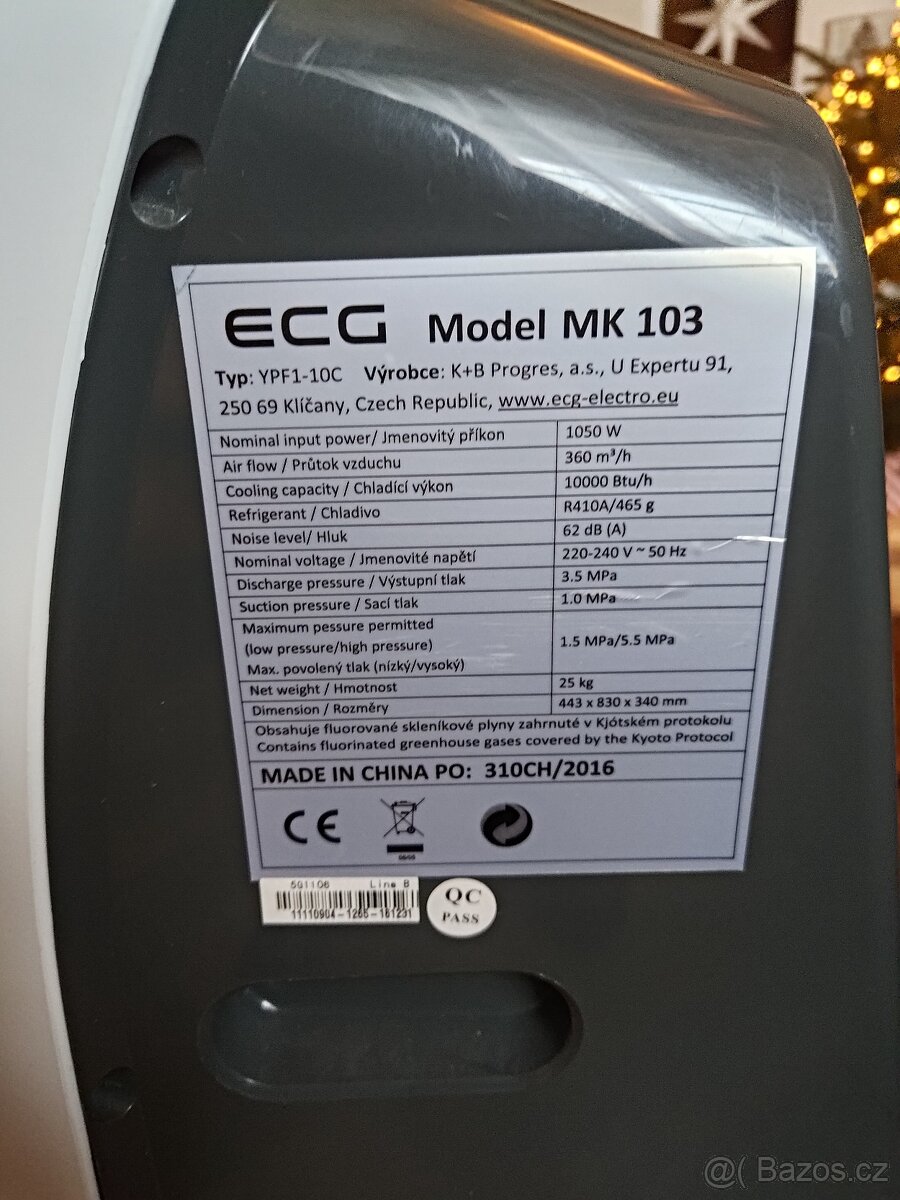 ECG Model MK 103
Typ: YPF1-10C Výrobce: K+B Progres, a.s., U Expertu 91,
250 69 Klíčany, Czech Republic, www.ecg-electro.eu
Nominal input power/ Jmenovitý příkon 1050 W
Air flow / Průtok vzduchu 360 m³/h
Cooling capacity / Chladící výkon 10000 Btu/h
Refrigerant / Chladivo R410A/465 g
Noise level/ Hluk 62 dB (A)
Nominal voltage / Jmenovité napětí 220-240 V ~ 50 Hz
Discharge pressure / Výstupní tlak 3.5 MPa
Suction pressure / Sací tlak 1.0 MPa
Maximum pessure permitted
(low pressure/high pressure) 1.5 MPa/5.5 MPa
Max. povolený tlak (nízký/vysoký)
Net weight / Hmotnost 25 kg
Dimension / Rozměry 443 x 830 x 340 mm
Obsahuje fluorované skleníkové plyny zahrnuté v Kjótském protokolu
Contains fluorinated greenhouse gases covered by the Kyoto Protocol
MADE IN CHINA PO: 310CH/2016
CE
Line B
11110904-1265-161231
QC
PASS
@( Bazos.cz